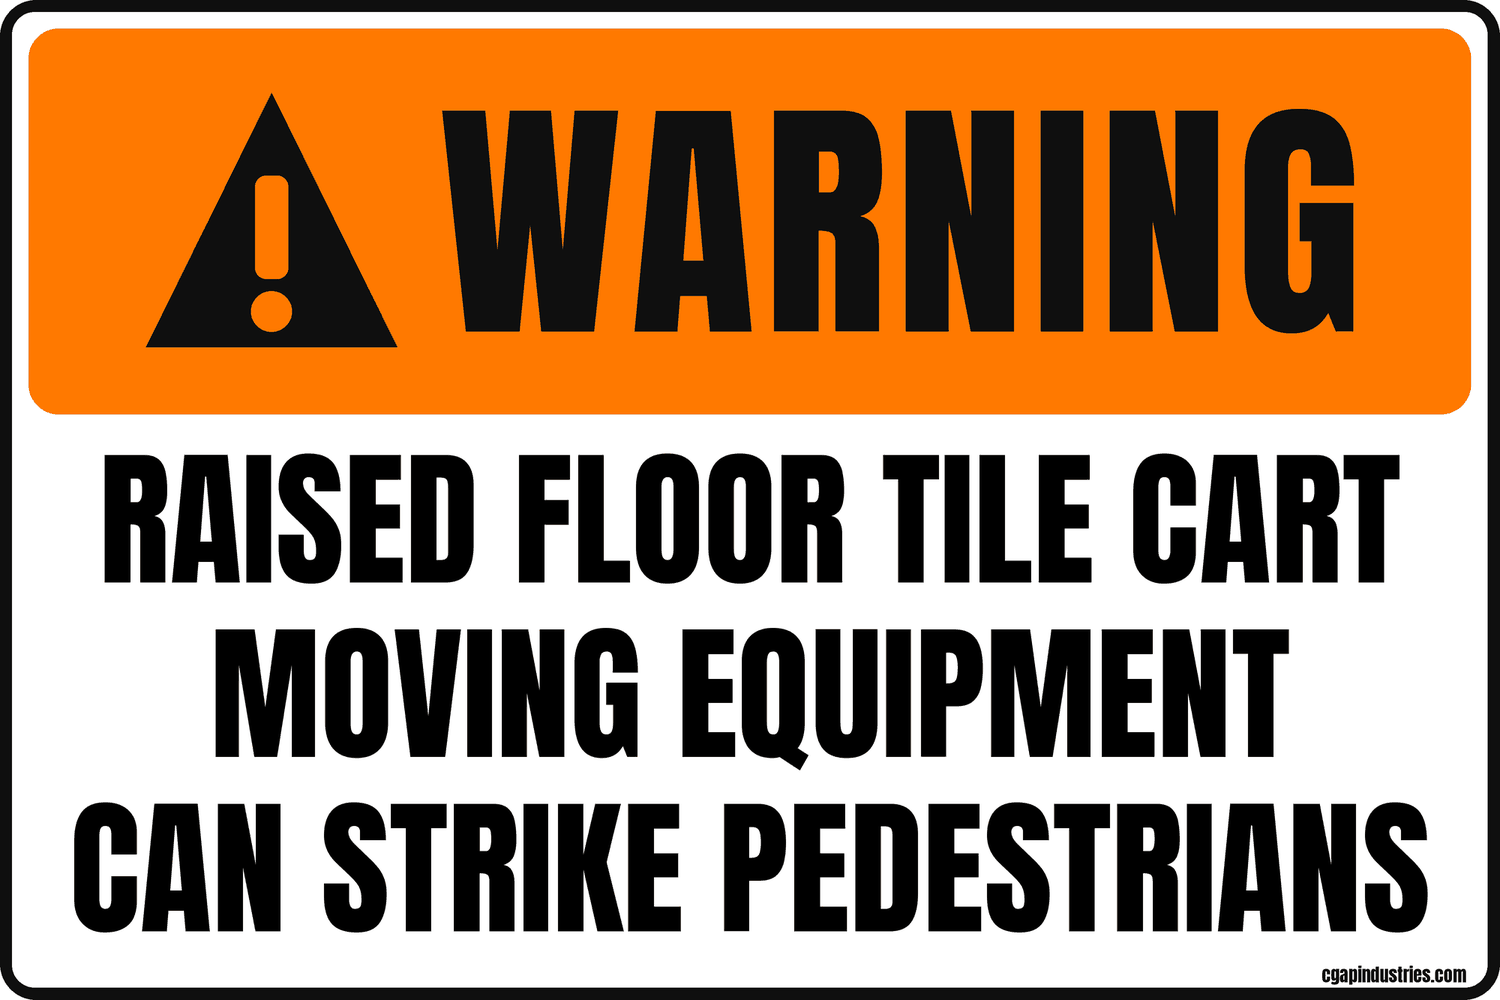 WARNING
RAISED FLOOR TILE CART
MOVING EQUIPMENT
CAN STRIKE PEDESTRIANS
cgapindustries.com